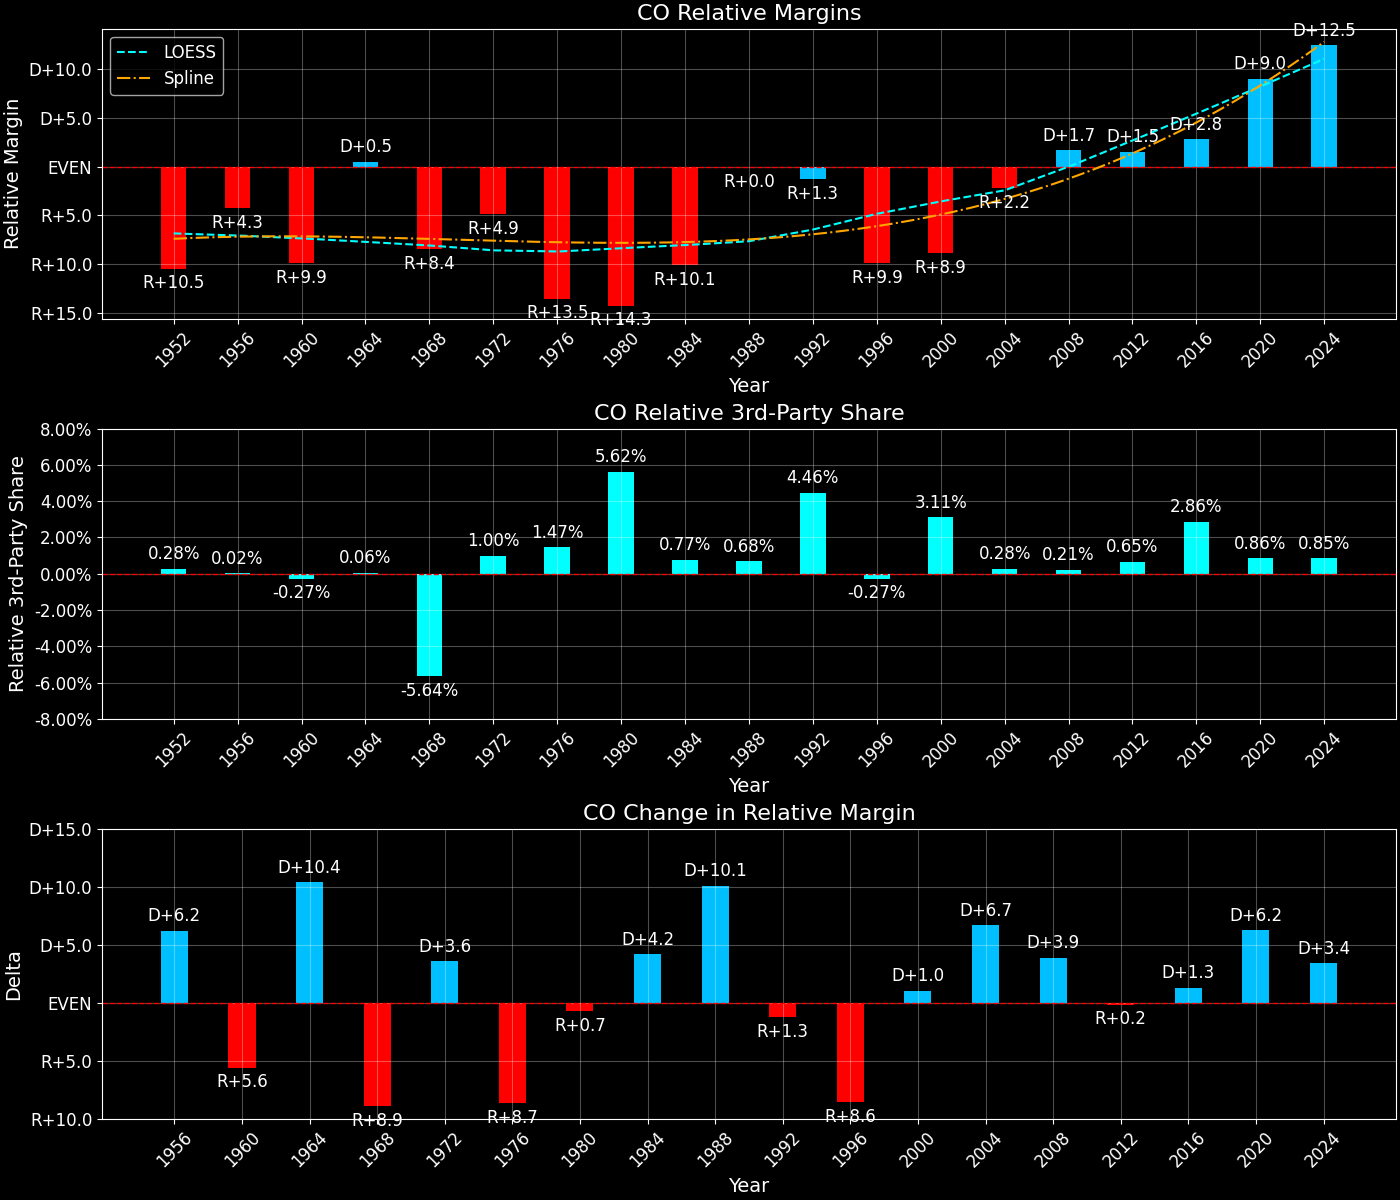 CO Relative Margins
LOESS
Spline
Relative Margin
D+10.0
D+5.0
EVEN
R+5.0
R+10.0
R+15.0
R+10.5
R+4.3
R+9.9
D+0.5
R+8.4
R+4.9
R+13.5
R+14.3
R+10.1
R+0.0
R+1.3
R+9.9
R+8.9
R+2.2
D+1.7
D+1.5
D+2.8
D+9.0
D+12.5
1952
1956
1960
1964
1968
1972
1976
1980
1984
1988
1992
1996
2000
2004
2008
2012
2016
2020
2024
Year
CO Relative 3rd-Party Share
Relative 3rd-Party Share
8.00%
6.00%
4.00%
2.00%
0.00%
-2.00%
-4.00%
-6.00%
-8.00%
0.28%
0.02%
-0.27%
0.06%
-5.64%
1.00%
1.47%
5.62%
0.77%
0.68%
4.46%
-0.27%
3.11%
0.28%
0.21%
0.65%
2.86%
0.86%
0.85%
1952
1956
1960
1964
1968
1972
1976
1980
1984
1988
1992
1996
2000
2004
2008
2012
2016
2020
2024
Year
CO Change in Relative Margin
Delta
D+15.0
D+10.0
D+5.0
EVEN
R+5.0
R+10.0
D+6.2
R+5.6
D+10.4
R+8.9
D+3.6
R+8.7
R+0.7
D+4.2
D+10.1
R+1.3
R+8.6
D+1.0
D+6.7
D+3.9
R+0.2
D+1.3
D+6.2
D+3.4
1956
1960
1964
1968
1972
1976
1980
1984
1988
1992
1996
2000
2004
2008
2012
2016
2020
2024
Year